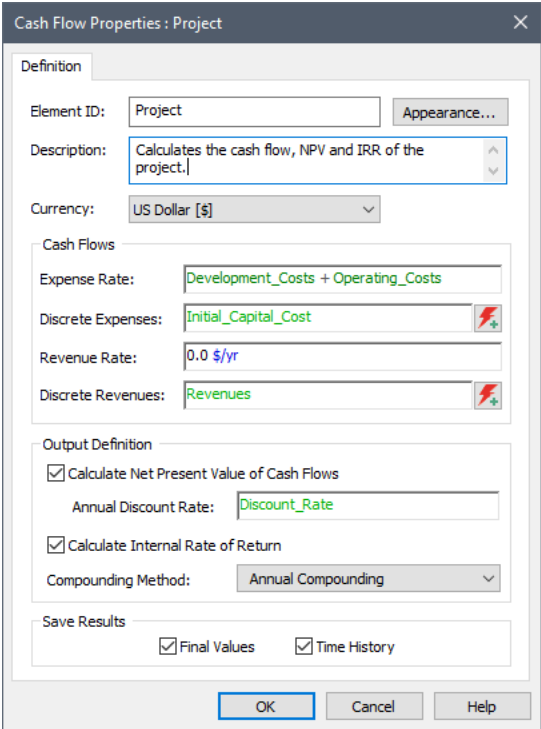 Cash Flow Properties : Project
Definition
Element ID: Project Appearance...
Description: Calculates the cash flow, NPV and IRR of the
project.
Currency: US Dollar [$]
Cash Flows
Expense Rate: Development_Costs + Operating_Costs
Discrete Expenses: Initial_Capital_Cost
Revenue Rate: 0.0 $/yr
Discrete Revenues: Revenues
Output Definition
Calculate Net Present Value of Cash Flows
Annual Discount Rate: Discount_Rate
Calculate Internal Rate of Return
Compounding Method: Annual Compounding
Save Results
Final Values Time History
OK Cancel Help